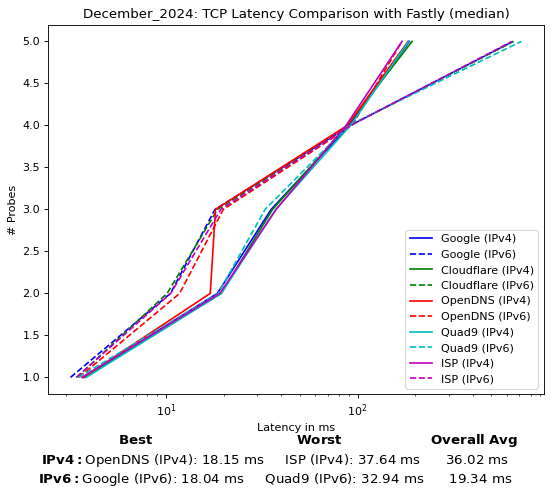 December_2024: TCP Latency Comparison with Fastly (median)
5.0
4.5
4.0
3.5
3.0
2.5
2.0
1.5
1.0
# Probes
Google (IPv4)
Google (IPv6)
Cloudflare (IPv4)
Cloudflare (IPv6)
OpenDNS (IPv4)
OpenDNS (IPv6)
Quad9 (IPv4)
Quad9 (IPv6)
ISP (IPv4)
ISP (IPv6)
10¹ 10²
Latency in ms
Best Worst Overall Avg
IPv4: OpenDNS (IPv4): 18.15 ms ISP (IPv4): 37.64 ms 36.02 ms
IPv6: Google (IPv6): 18.04 ms Quad9 (IPv6): 32.94 ms 19.34 ms